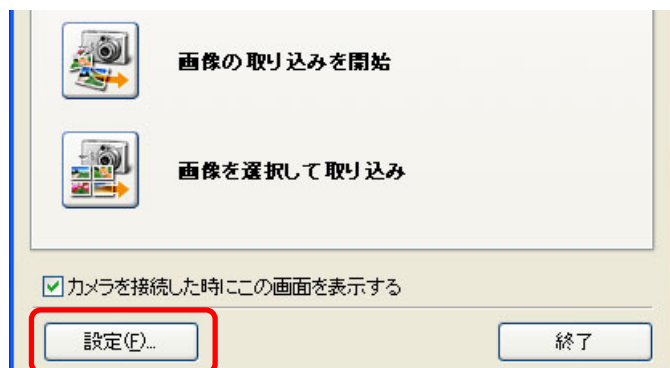 画像の取り込みを開始
画像を選択して取り込み
カメラを接続した時にこの画面を表示する
設定(F)...
終了